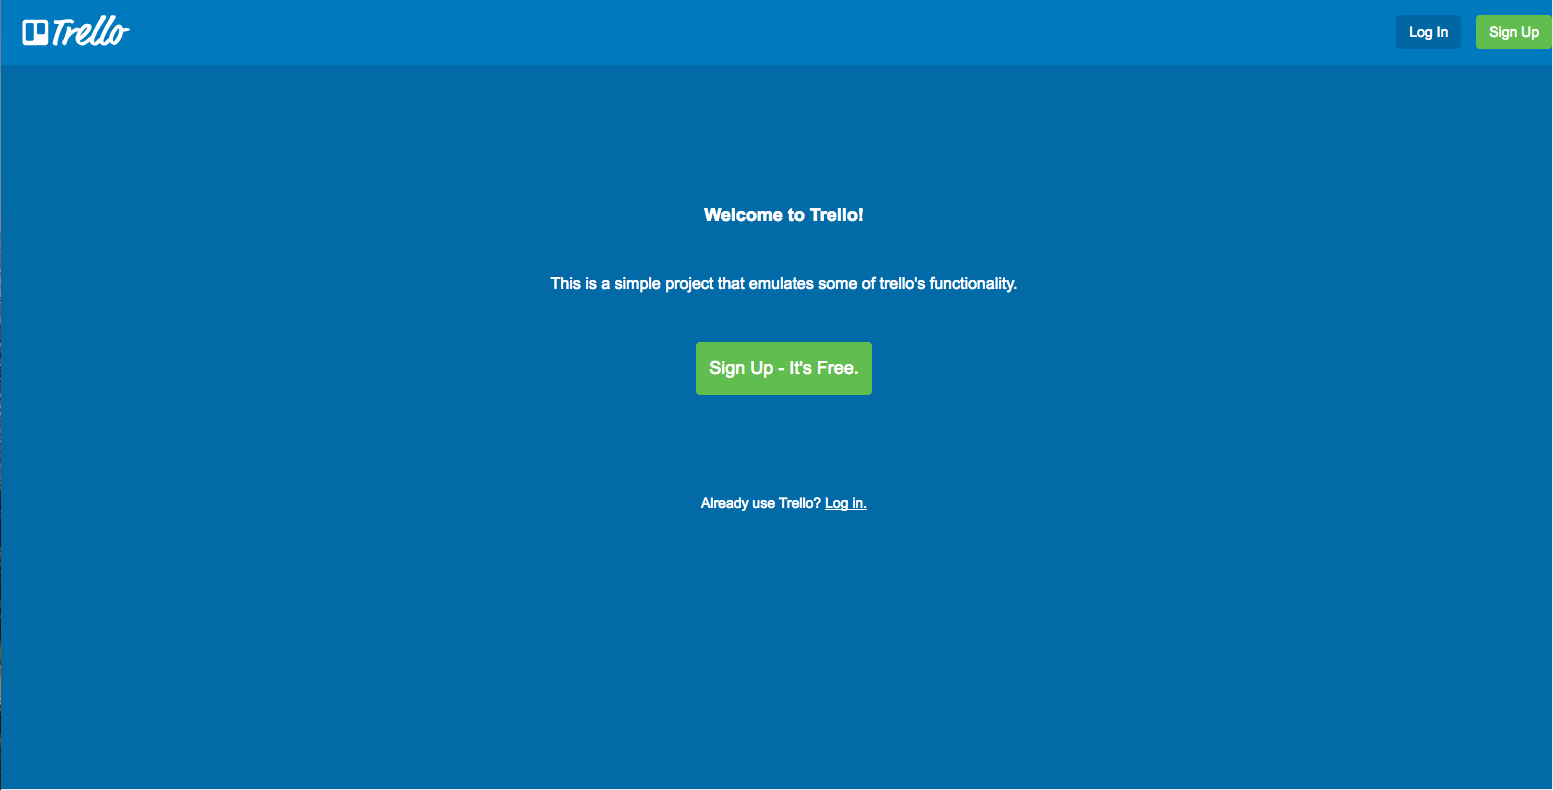 Trello
Log In
Sign Up
Welcome to Trello!
This is a simple project that emulates some of trello's functionality.
Sign Up - It's Free.
Already use Trello? Log in.